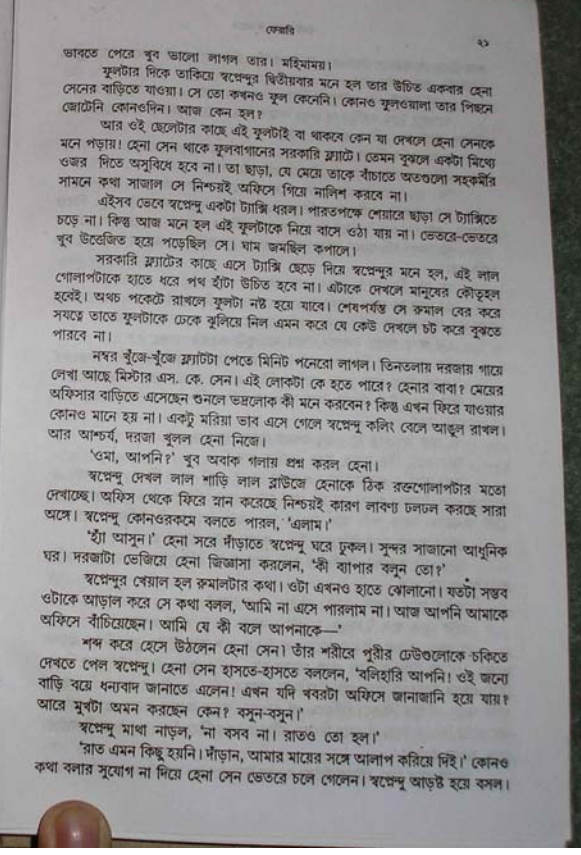 ফেরারি
২১
ভাবতে পেরে খুব ভালো লাগল তার। মহিমাময়।
ফুলটার দিকে তাকিয়ে স্বপ্নেন্দুর দ্বিতীয়বার মনে হল তার উচিত একবার হেনা
সেনের বাড়িতে যাওয়া। সে তো কখনও ফুল কেনেনি। কোনও ফুলওয়ালা তার পিছনে
জোটেনি কোনওদিন। আজ কেন হল?
আর ওই ছেলেটার কাছে এই ফুলটাই বা থাকবে কেন যা দেখলে হেনা সেনকে
মনে পড়ায়! হেনা সেন থাকে ফুলবাগানের সরকারি ফ্ল্যাটে। তেমন বুঝলে একটা মিথ্যে
ওজর দিতে অসুবিধে হবে না। তা ছাড়া, যে মেয়ে তাকে বাঁচাতে অতগুলো সহকর্মীর
সামনে কথা সাজাল সে নিশ্চয়ই অফিসে গিয়ে নালিশ করবে না।
এইসব ভেবে স্বপ্নেন্দু একটা ট্যাক্সি ধরল। পারতপক্ষে শেয়ারে ছাড়া সে ট্যাক্সিতে
চড়ে না। কিন্তু আজ মনে হল এই ফুলটাকে নিয়ে বাসে ওঠা যায় না। ভেতরে-ভেতরে
খুব উত্তেজিত হয়ে পড়েছিল সে। ঘাম জমছিল কপালে।
সরকারি ফ্ল্যাটের কাছে এসে ট্যাক্সি ছেড়ে দিয়ে স্বপ্নেন্দুর মনে হল, এই লাল
গোলাপটাকে হাতে ধরে পথ হাঁটা উচিত হবে না। এটাকে দেখলে মানুষের কৌতূহল
হবেই। অথচ পকেটে রাখলে ফুলটা নষ্ট হয়ে যাবে। শেষপর্যন্ত সে রুমাল বের করে
সযত্নে তাতে ফুলটাকে ঢেকে ঝুলিয়ে নিল এমন করে যে কেউ দেখলে চট করে বুঝতে
পারবে না।
নম্বর খুঁজে-খুঁজে ফ্ল্যাটটা পেতে মিনিট পনেরো লাগল। তিনতলায় দরজায় গায়ে
লেখা আছে মিস্টার এস. কে. সেন। এই লোকটা কে হতে পারে? হেনার বাবা? মেয়ের
অফিসার বাড়িতে এসেছেন শুনলে ভদ্রলোক কী মনে করবেন? কিন্তু এখন ফিরে যাওয়ার
কোনও মানে হয় না। একটু মরিয়া ভাব এসে গেলে স্বপ্নেন্দু কলিং বেলে আঙুল রাখল।
আর আশ্চর্য, দরজা খুলল হেনা নিজে।
'ওমা, আপনি?' খুব অবাক গলায় প্রশ্ন করল হেনা।
স্বপ্নেন্দু দেখল লাল শাড়ি লাল ব্লাউজে হেনাকে ঠিক রক্তগোলাপটার মতো
দেখাচ্ছে। অফিস থেকে ফিরে স্নান করেছে নিশ্চয়ই কারণ লাবণ্য ঢলঢল করছে সারা
অঙ্গে। স্বপ্নেন্দু কোনওরকমে বলতে পারল, 'এলাম।'
'হ্যাঁ আসুন।' হেনা সরে দাঁড়াতে স্বপ্নেন্দু ঘরে ঢুকল। সুন্দর সাজানো আধুনিক
ঘর। দরজাটা ভেজিয়ে হেনা জিজ্ঞাসা করলেন, 'কী ব্যাপার বলুন তো?'
স্বপ্নেন্দুর খেয়াল হল রুমালটার কথা। ওটা এখনও হাতে ঝোলানো। যতটা সম্ভব
ওটাকে আড়াল করে সে কথা বলল, 'আমি না এসে পারলাম না। আজ আপনি আমাকে
অফিসে বাঁচিয়েছেন। আমি যে কী বলে আপনাকে—'
শব্দ করে হেসে উঠলেন হেনা সেন। তাঁর শরীরে পুরীর ঢেউগুলোকে চকিতে
দেখতে পেল স্বপ্নেন্দু। হেনা সেন হাসতে-হাসতে বললেন, 'বলিহারি আপনি! ওই জন্যে
বাড়ি বয়ে ধন্যবাদ জানাতে এলেন! এখন যদি খবরটা অফিসে জানাজানি হয়ে যায়?
আরে মুখটা অমন করছেন কেন? বসুন-বসুন।'
স্বপ্নেন্দু মাথা নাড়ল, 'না বসব না। রাতও তো হল।'
'রাত এমন কিছু হয়নি। দাঁড়ান, আমার মায়ের সঙ্গে আলাপ করিয়ে দিই।' কোনও
কথা বলার সুযোগ না দিয়ে হেনা সেন ভেতরে চলে গেলেন। স্বপ্নেন্দু আড়ষ্ট হয়ে বসল।